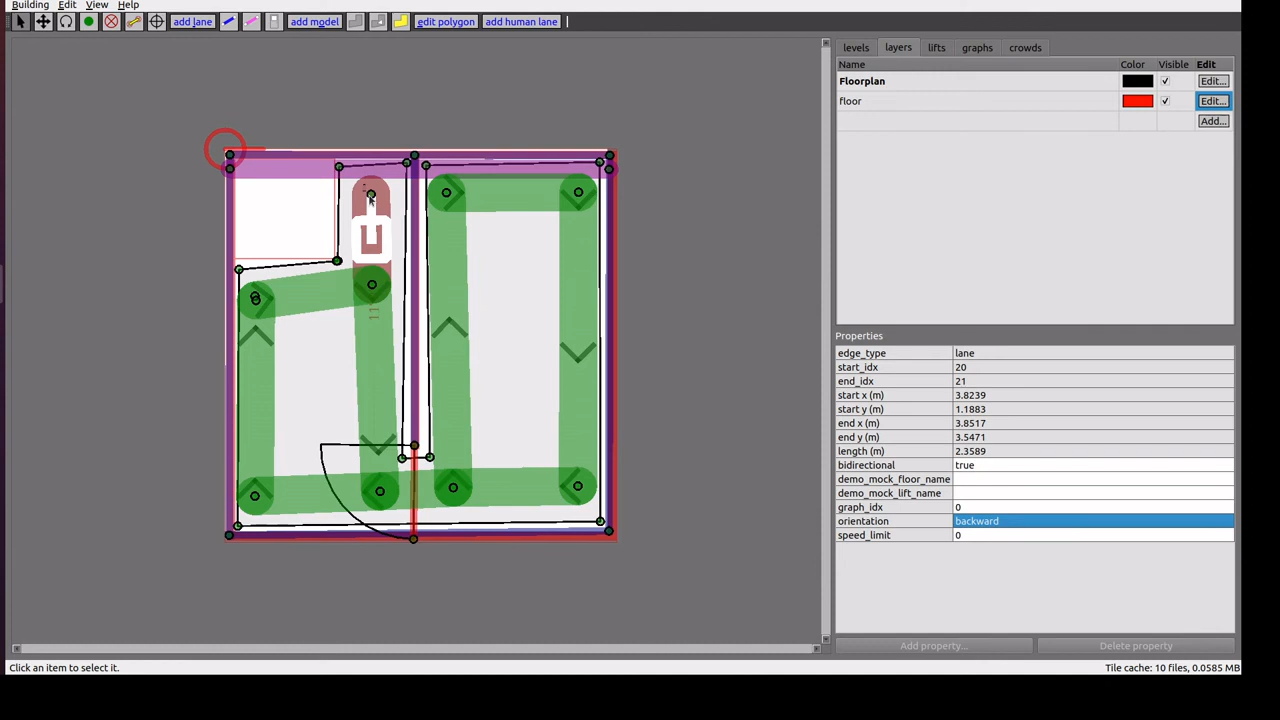 Building Edit View Help
add lane add model edit polygon add human lane
levels layers lifts graphs crowds
Name Color Visible Edit
Floorplan Edit...
floor Edit...
Add...
Properties
edge_type lane
start_idx 20
end_idx 21
start x (m) 3.8239
start y (m) 1.1883
end x (m) 3.8517
end y (m) 3.5471
length (m) 2.3589
bidirectional true
demo_mock_floor_name
demo_mock_lift_name
graph_idx 0
orientation backward
speed_limit 0
Add property... Delete property
Click an item to select it. Tile cache: 10 files, 0.0585 MB